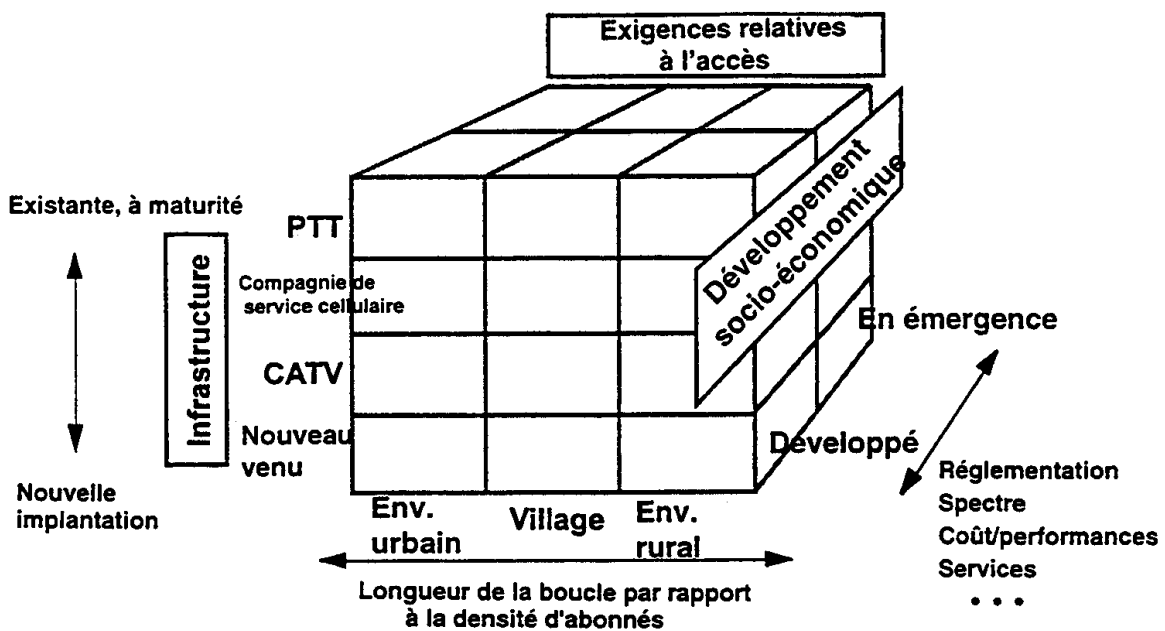 Exigences relatives
à l'accès
Développement
socio-économique
Existante, à maturité
PTT
Infrastructure
Compagnie de
service cellulaire
CATV
En émergence
Nouveau
venu
Développé
Nouvelle
implantation
Env.
urbain
Village
Env.
rural
Réglementation
Spectre
Coût/performances
Services
• • •
Longueur de la boucle par rapport
à la densité d'abonnés